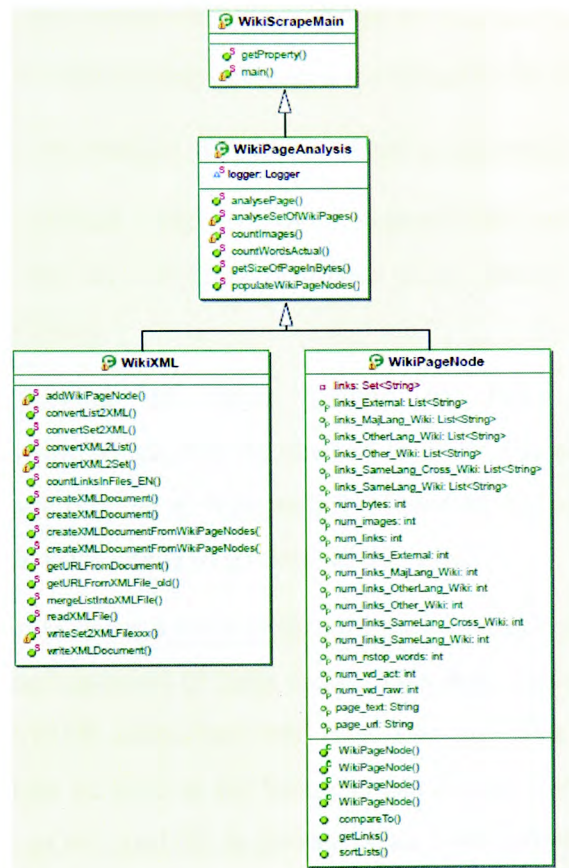 WikiScrapeMain
getProperty()
main()
WikiPageAnalysis
logger: Logger
analysePage()
analyseSetOfWikiPages()
countImages()
countWordsActual()
getSizeOfPageInBytes()
populateWikiPageNodes()
WikiXML
addWikiPageNode()
convertList2XML()
convertSet2XML()
convertXML2List()
convertXML2Set()
countLinksInFiles_EN()
createXMLDocument()
createXMLDocument()
createXMLDocumentFromWikiPageNodes(
createXMLDocumentFromWikiPageNodes(
getURLFromDocument()
getURLFromXMLFile_old()
mergeListIntoXMLFile()
readXMLFile()
writeSet2XMLFilexxx()
writeXMLDocument()
WikiPageNode
links: Set<String>
links_External: List<String>
links_MajLang_Wiki: List<String>
links_OtherLang_Wiki: List<String>
links_Other_Wiki: List<String>
links_SameLang_Cross_Wiki: List<String>
links_SameLang_Wiki: List<String>
num_bytes: int
num_images: int
num_links: int
num_links_External: int
num_links_MajLang_Wiki: int
num_links_OtherLang_Wiki: int
num_links_Other_Wiki: int
num_links_SameLang_Cross_Wiki: int
num_links_SameLang_Wiki: int
num_nstop_words: int
num_wd_act: int
num_wd_raw: int
page_text: String
page_url: String
WikiPageNode()
WikiPageNode()
WikiPageNode()
WikiPageNode()
compareTo()
getLinks()
sortLists()